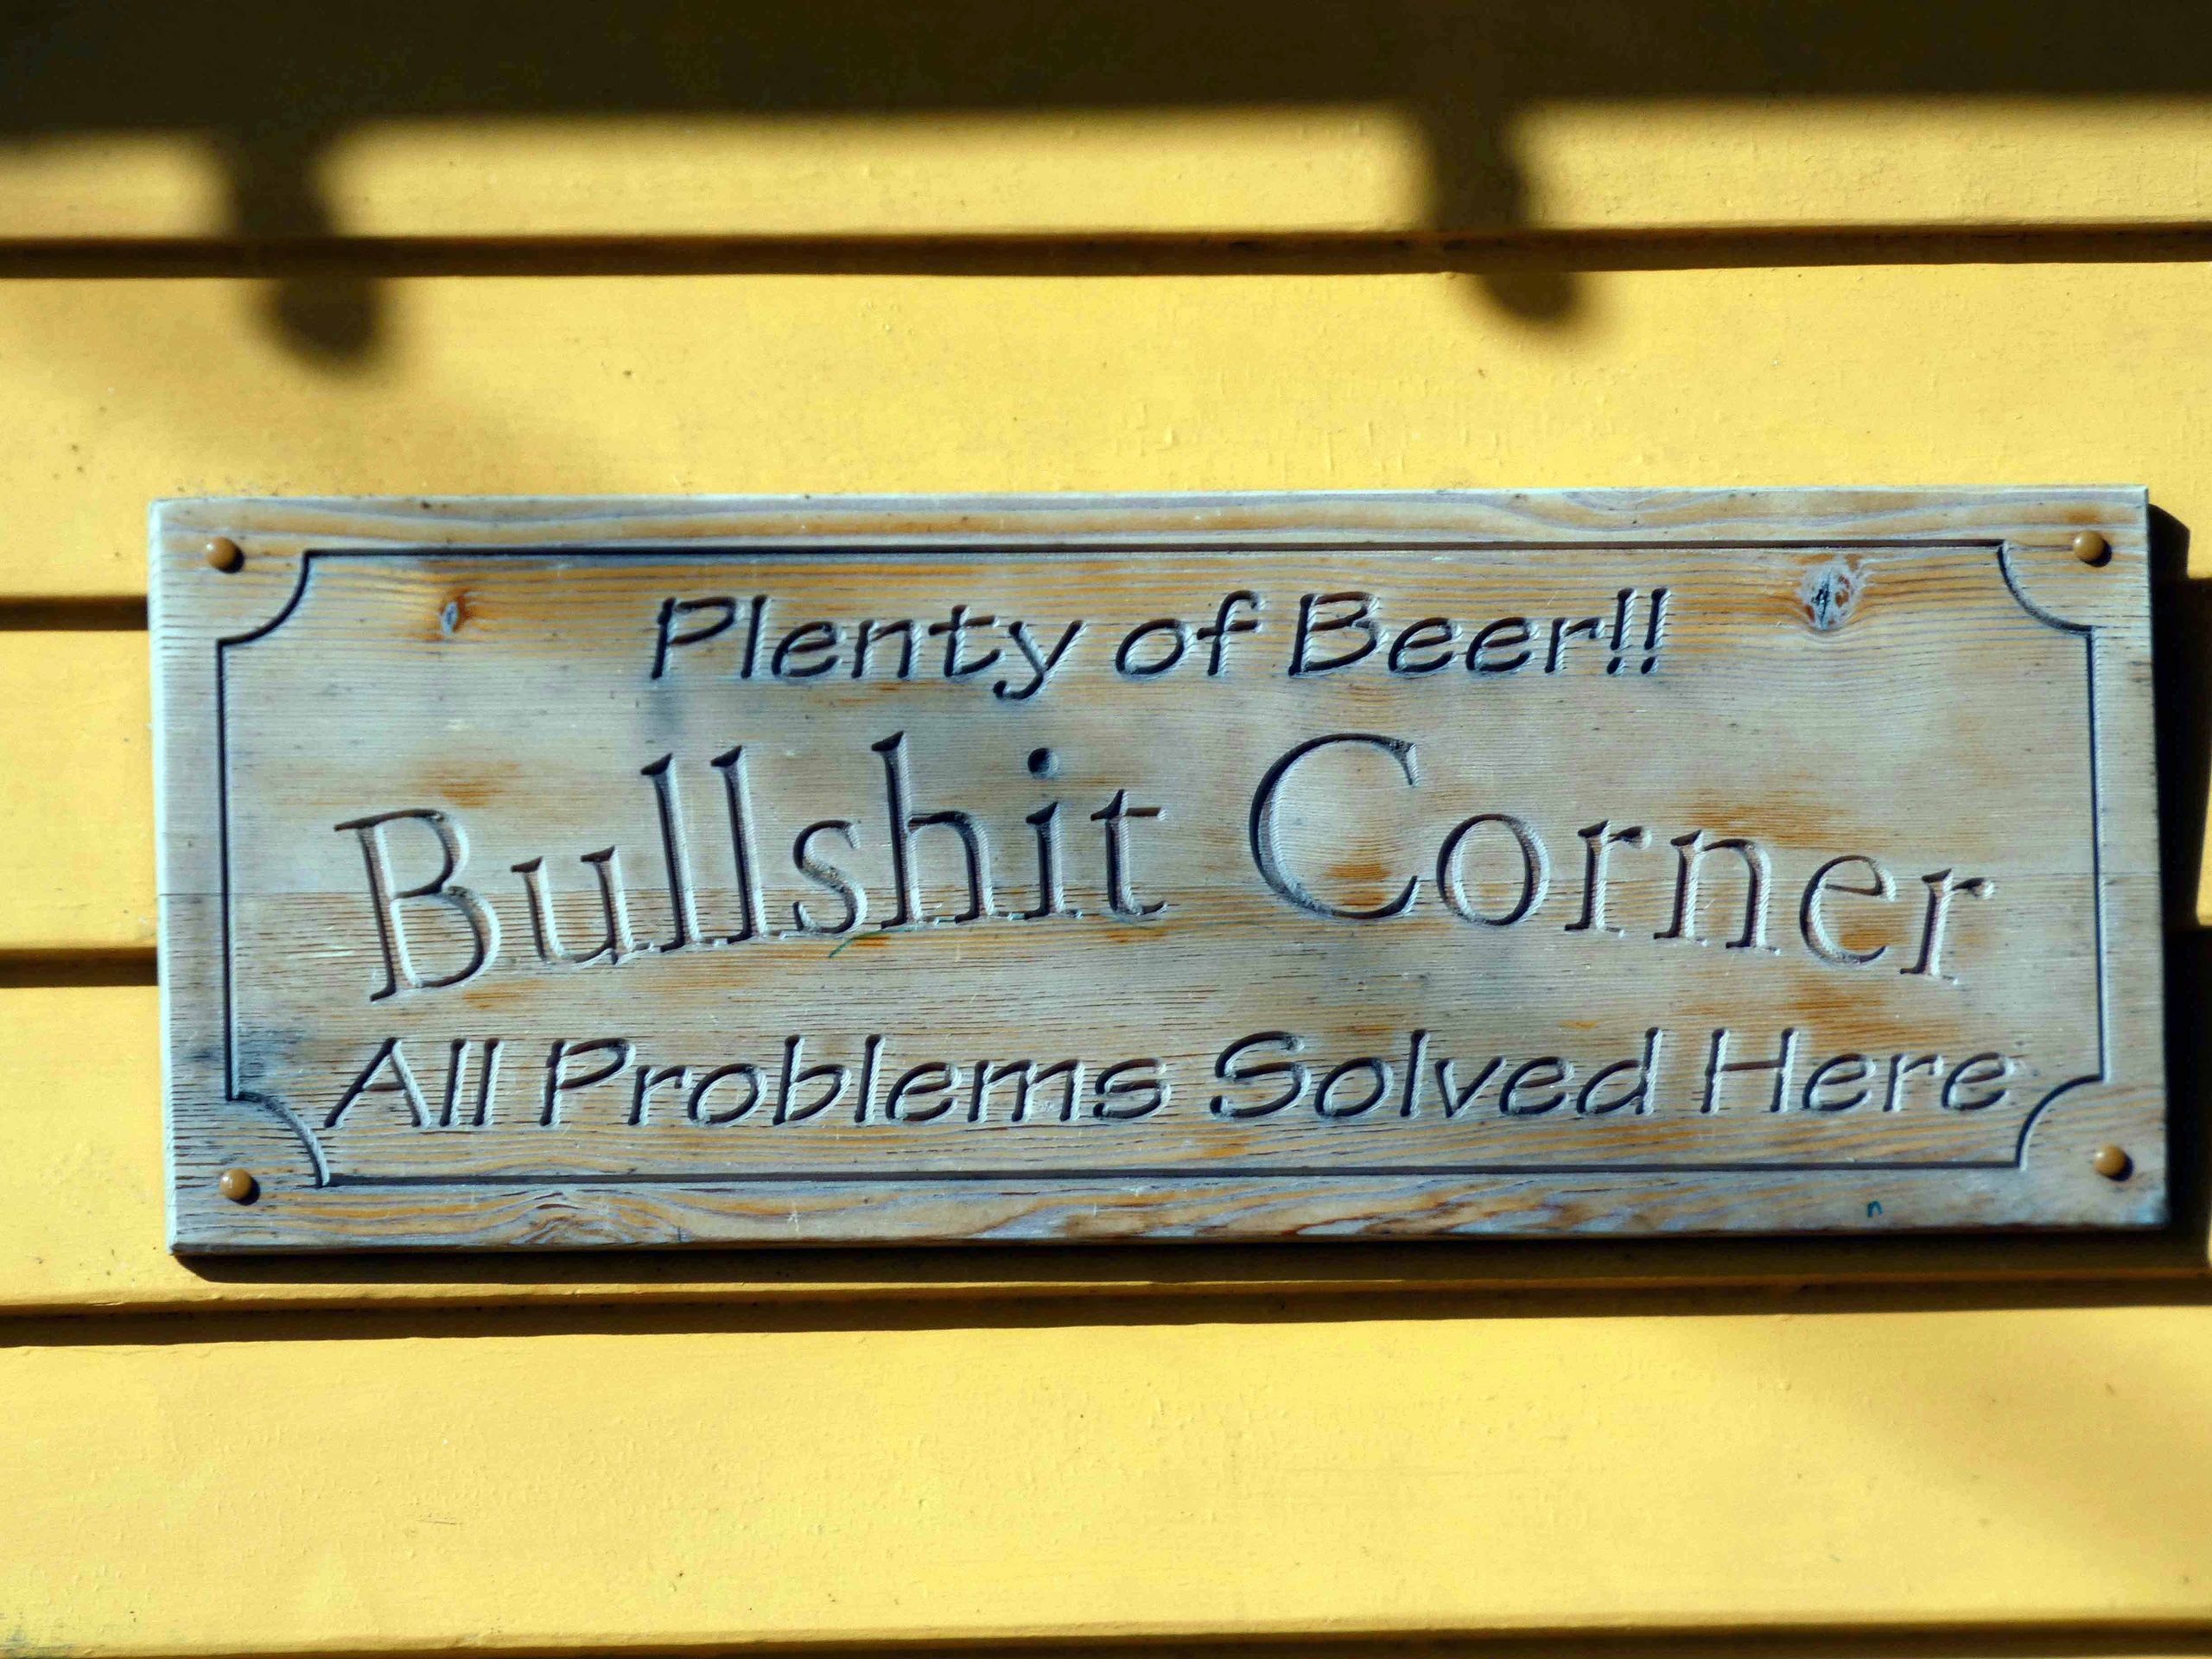 Plenty of Beer!!
Bullshit Corner
All Problems Solved Here